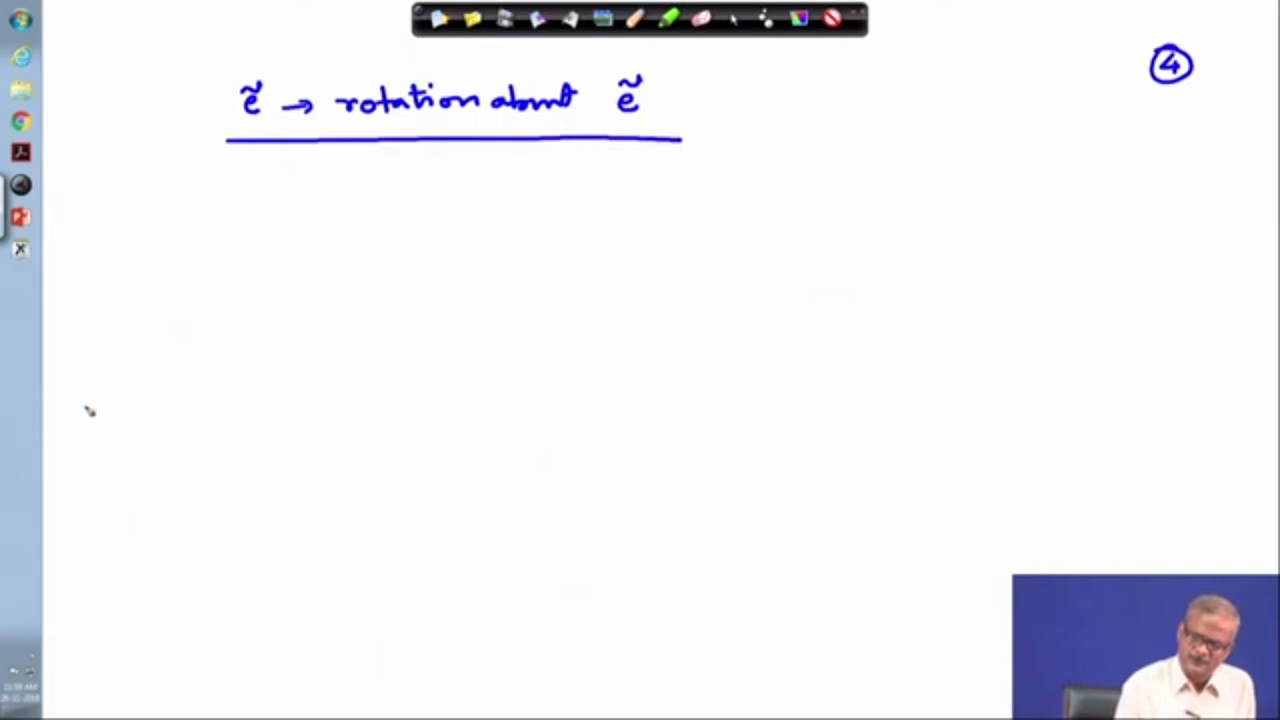 ẽ → rotation about ẽ
4